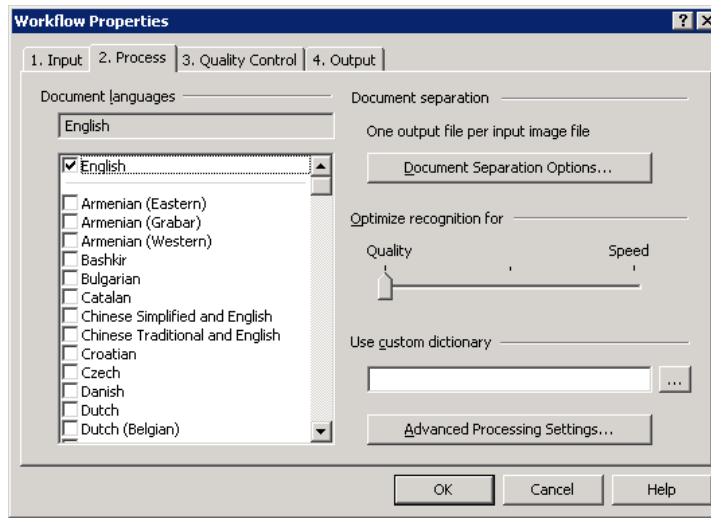 Workflow Properties
1. Input 2. Process 3. Quality Control 4. Output
Document languages
English
English
Armenian (Eastern)
Armenian (Grabar)
Armenian (Western)
Bashkir
Bulgarian
Catalan
Chinese Simplified and English
Chinese Traditional and English
Croatian
Czech
Danish
Dutch
Dutch (Belgian)
Document separation
One output file per input image file
Document Separation Options...
Optimize recognition for
Quality Speed
Use custom dictionary
...
Advanced Processing Settings...
OK Cancel Help